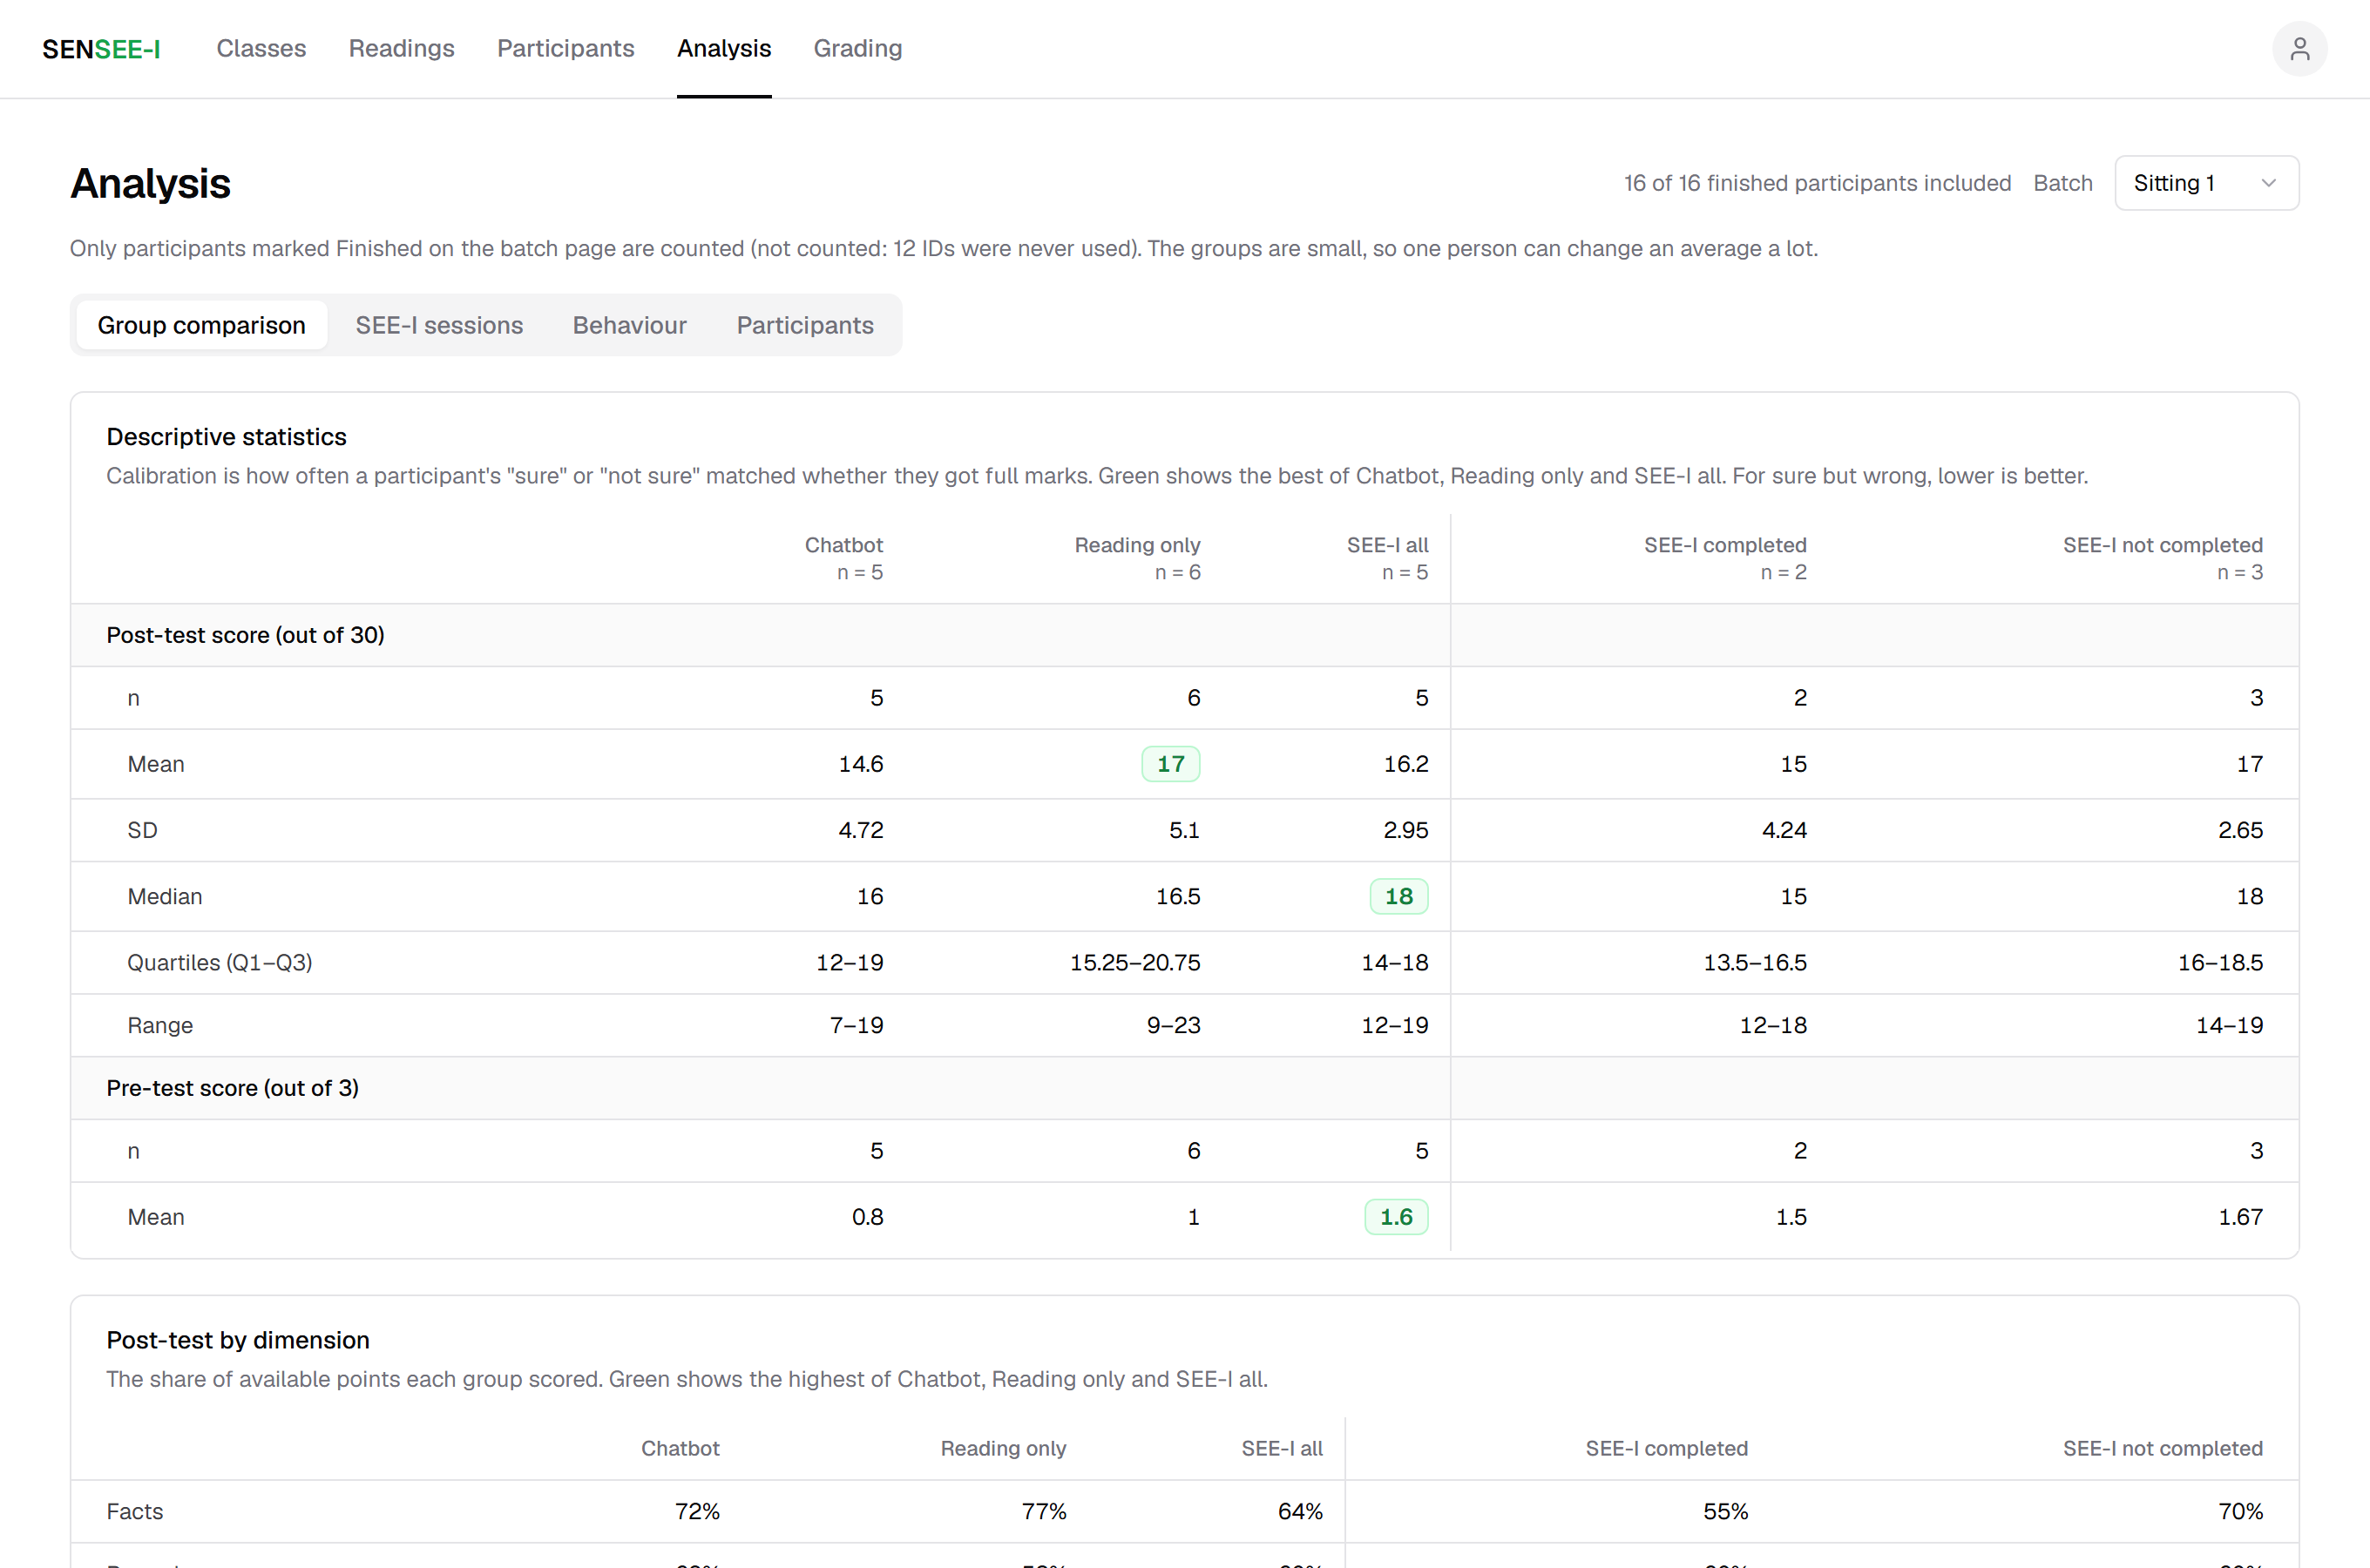 SENSEE-I Classes Readings Participants Analysis Grading
Analysis
16 of 16 finished participants included Batch Sitting 1
Only participants marked Finished on the batch page are counted (not counted: 12 IDs were never used). The groups are small, so one person can change an average a lot.
Group comparison SEE-I sessions Behaviour Participants
Descriptive statistics
Calibration is how often a participant's "sure" or "not sure" matched whether they got full marks. Green shows the best of Chatbot, Reading only and SEE-I all. For sure but wrong, lower is better.
Chatbot Reading only SEE-I all SEE-I completed SEE-I not completed
n = 5 n = 6 n = 5 n = 2 n = 3
Post-test score (out of 30)
n 5 6 5 2 3
Mean 14.6 17 16.2 15 17
SD 4.72 5.1 2.95 4.24 2.65
Median 16 16.5 18 15 18
Quartiles (Q1–Q3) 12–19 15.25–20.75 14–18 13.5–16.5 16–18.5
Range 7–19 9–23 12–19 12–18 14–19
Pre-test score (out of 3)
n 5 6 5 2 3
Mean 0.8 1 1.6 1.5 1.67
Post-test by dimension
The share of available points each group scored. Green shows the highest of Chatbot, Reading only and SEE-I all.
Chatbot Reading only SEE-I all SEE-I completed SEE-I not completed
Facts 72% 77% 64% 55% 70%